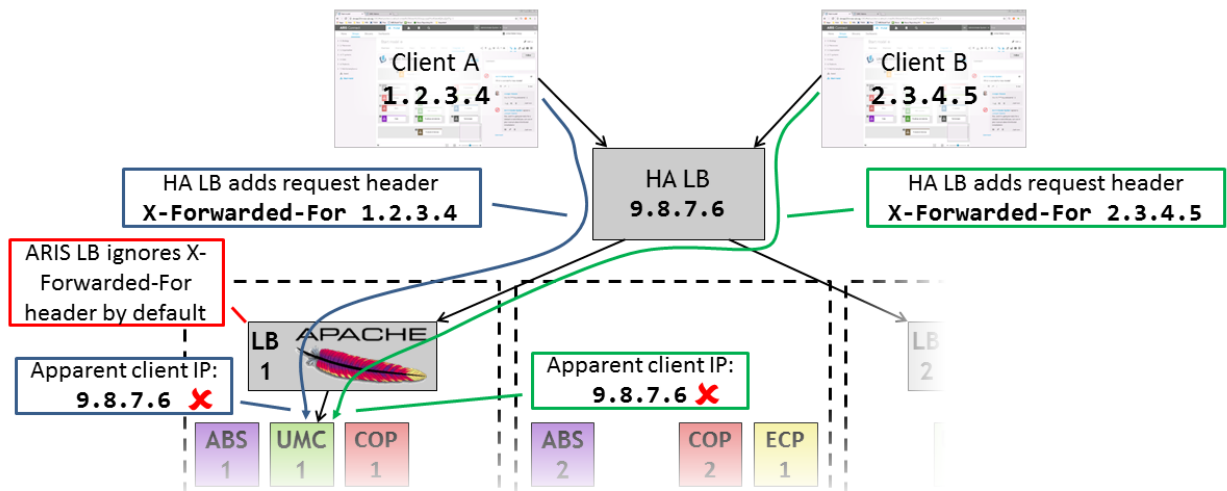 Client A
1.2.3.4
Client B
2.3.4.5
HA LB adds request header
X-Forwarded-For 1.2.3.4
HA LB
9.8.7.6
HA LB adds request header
X-Forwarded-For 2.3.4.5
ARIS LB ignores X-
Forwarded-For
header by default
LB
1
APACHE
LB
2
Apparent client IP:
9.8.7.6 ✘
Apparent client IP:
9.8.7.6 ✘
ABS
1
UMC
1
COP
1
ABS
2
COP
2
ECP
1